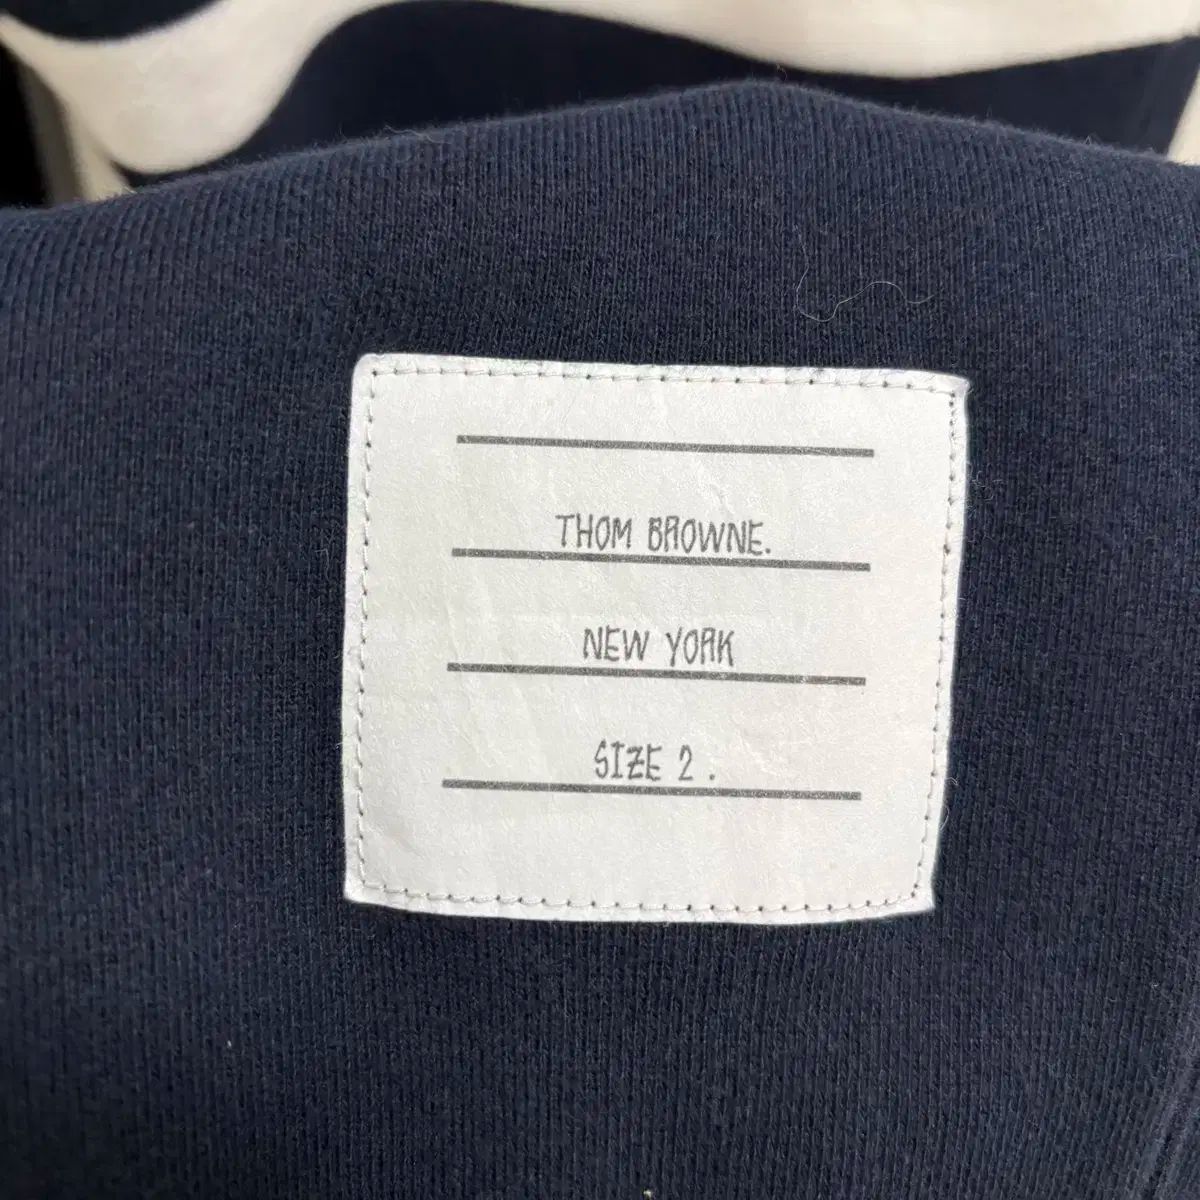 THOM BROWNE.
NEW YORK
SIZE 2 .